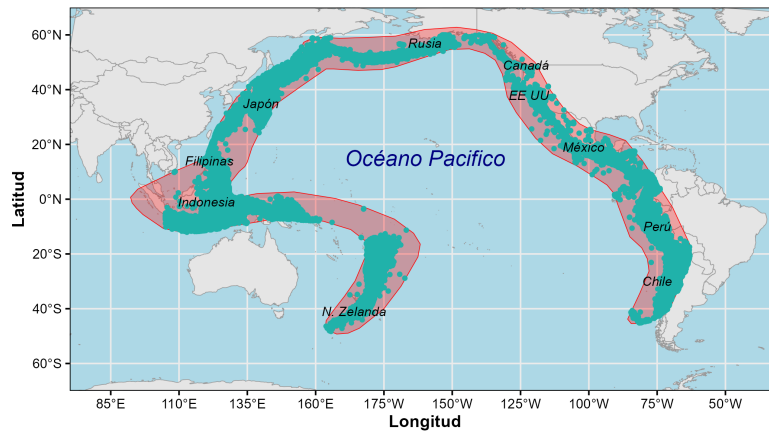 60°N
40°N
20°N
0°N
20°S
40°S
60°S
Latitud
Rusia
Canadá
EE UU
Japón
México
Filipinas
Océano Pacifico
Indonesia
Perú
Chile
N. Zelanda
85°E 110°E 135°E 160°E 175°W 150°W 125°W 100°W 75°W 50°W
Longitud